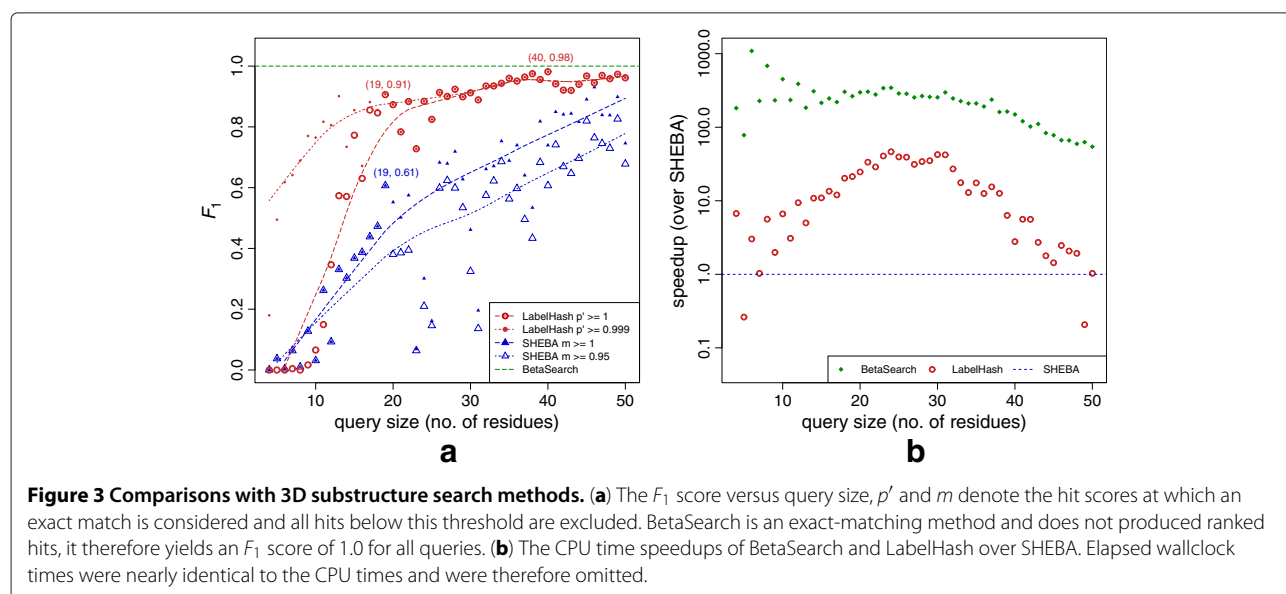 (40, 0.98)
(19, 0.91)
(19, 0.61)
F1
0.0
0.2
0.4
0.6
0.8
1.0
LabelHash p' >= 1
LabelHash p' >= 0.999
SHEBA m >= 1
SHEBA m >= 0.95
BetaSearch
10
20
30
40
50
query size (no. of residues)
a
speedup (over SHEBA)
0.1
1.0
10.0
100.0
1000.0
BetaSearch
LabelHash
SHEBA
0
10
20
30
40
50
query size (no. of residues)
b
Figure 3 Comparisons with 3D substructure search methods. (a) The F1 score versus query size, p′ and m denote the hit scores at which an
exact match is considered and all hits below this threshold are excluded. BetaSearch is an exact-matching method and does not produced ranked
hits, it therefore yields an F1 score of 1.0 for all queries. (b) The CPU time speedups of BetaSearch and LabelHash over SHEBA. Elapsed wallclock
times were nearly identical to the CPU times and were therefore omitted.